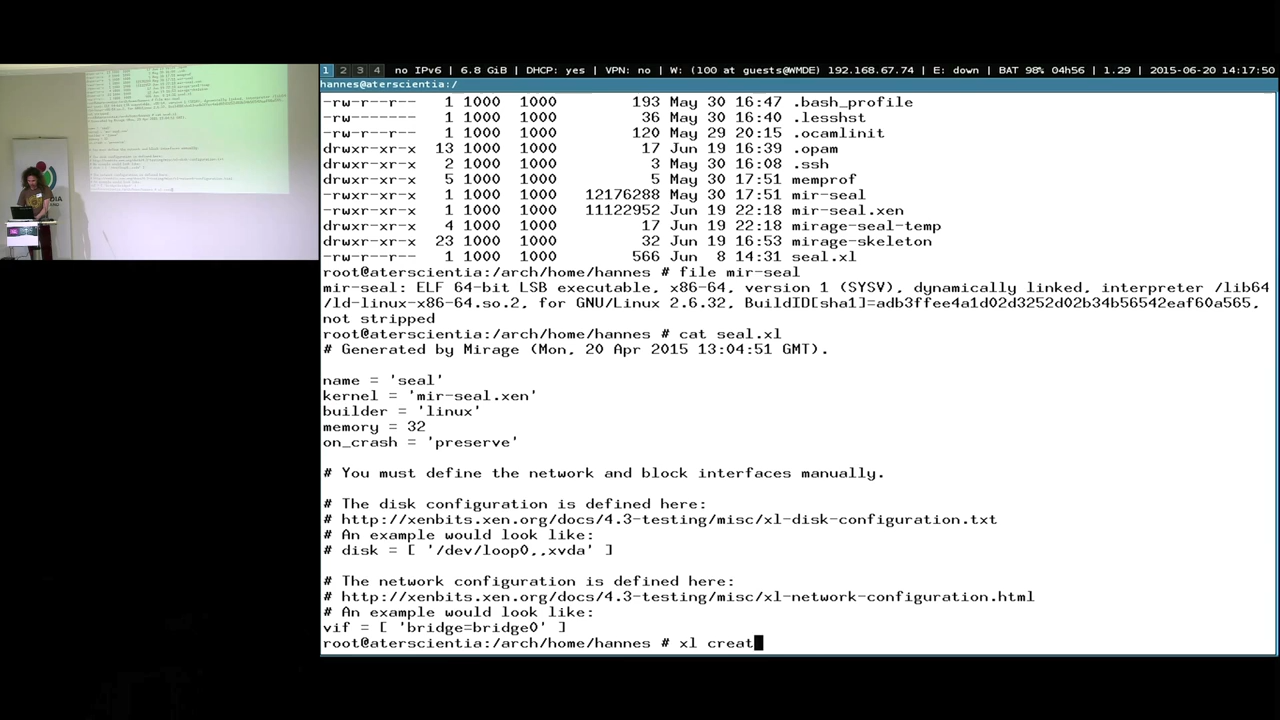 1 2 3 4 no IPv6 | 6.8 GiB | DHCP: yes | VPN: no | W: (100 at guests@WMDE) 7.74 | E: down | BAT 98% 04h56 | 1.29 | 2015-06-20 14:17:50
hannes@aterscientia:/
-rw-r--r-- 1 1000 1000 193 May 30 16:47 .bash_profile
-rw------- 1 1000 1000 36 May 30 16:40 .lesshst
-rw-r--r-- 1 1000 1000 120 May 29 20:15 .ocamlinit
drwxr-xr-x 13 1000 1000 17 Jun 19 16:39 .opam
drwxr-xr-x 2 1000 1000 3 May 30 16:08 .ssh
drwxr-xr-x 5 1000 1000 5 May 30 17:51 memprof
-rwxr-xr-x 1 1000 1000 12176288 May 30 17:51 mir-seal
-rwxr-xr-x 1 1000 1000 11122952 Jun 19 22:18 mir-seal.xen
drwxr-xr-x 4 1000 1000 17 Jun 19 22:18 mirage-seal-temp
drwxr-xr-x 23 1000 1000 32 Jun 19 16:53 mirage-skeleton
-rw-r--r-- 1 1000 1000 566 Jun 8 14:31 seal.xl
root@aterscientia:/arch/home/hannes # file mir-seal
mir-seal: ELF 64-bit LSB executable, x86-64, version 1 (SYSV), dynamically linked, interpreter /lib64
/ld-linux-x86-64.so.2, for GNU/Linux 2.6.32, BuildID[sha1]=adb3ffee4a1d02d3252d02b34b56542eaf60a565,
not stripped
root@aterscientia:/arch/home/hannes # cat seal.xl
# Generated by Mirage (Mon, 20 Apr 2015 13:04:51 GMT).
name = 'seal'
kernel = 'mir-seal.xen'
builder = 'linux'
memory = 32
on_crash = 'preserve'
# You must define the network and block interfaces manually.
# The disk configuration is defined here:
# http://xenbits.xen.org/docs/4.3-testing/misc/xl-disk-configuration.txt
# An example would look like:
# disk = [ '/dev/loop0,,xvda' ]
# The network configuration is defined here:
# http://xenbits.xen.org/docs/4.3-testing/misc/xl-network-configuration.html
# An example would look like:
vif = [ 'bridge=bridge0' ]
root@aterscientia:/arch/home/hannes # xl creat